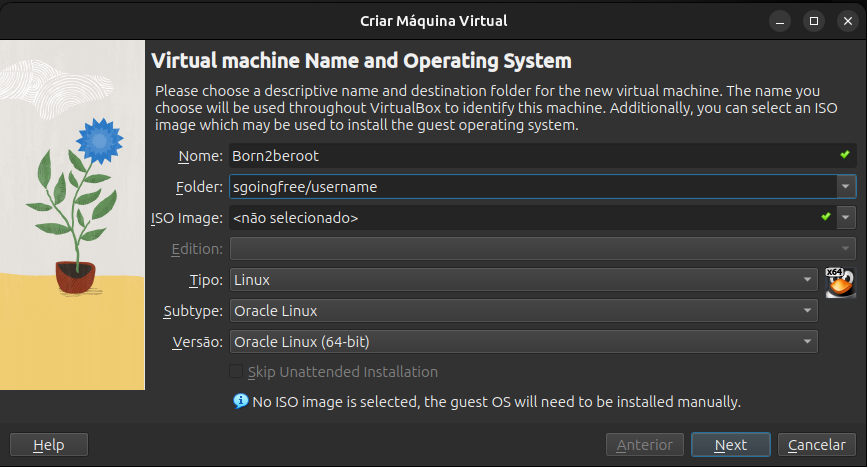 Criar Máquina Virtual
Virtual machine Name and Operating System
Please choose a descriptive name and destination folder for the new virtual machine. The name you
choose will be used throughout VirtualBox to identify this machine. Additionally, you can select an ISO
image which may be used to install the guest operating system.
Nome: Born2beroot
Folder: sgoingfree/username
ISO Image: <não selecionado>
Edition:
Tipo: Linux
x64
Subtype: Oracle Linux
Versão: Oracle Linux (64-bit)
Skip Unattended Installation
No ISO image is selected, the guest OS will need to be installed manually.
Help Anterior Next Cancelar